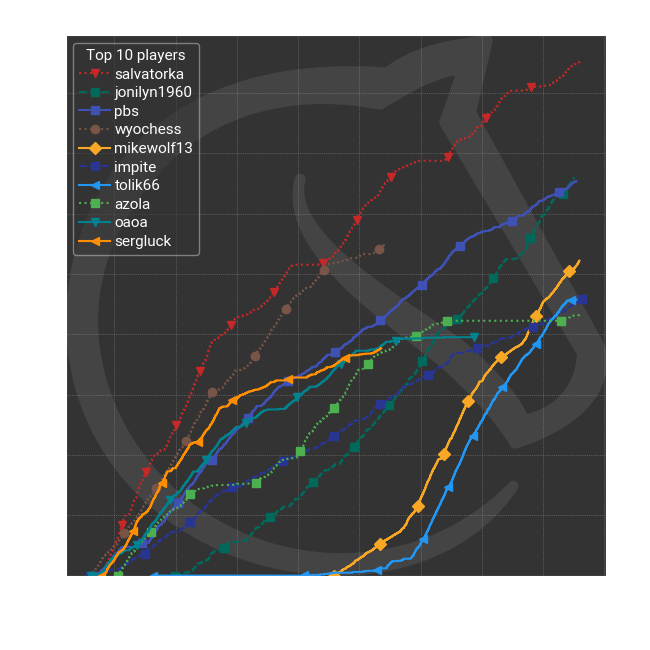 Top 10 players
salvatorka
jonilyn1960
pbs
wyochess
mikewolf13
impite
tolik66
azola
oaoa
sergluck